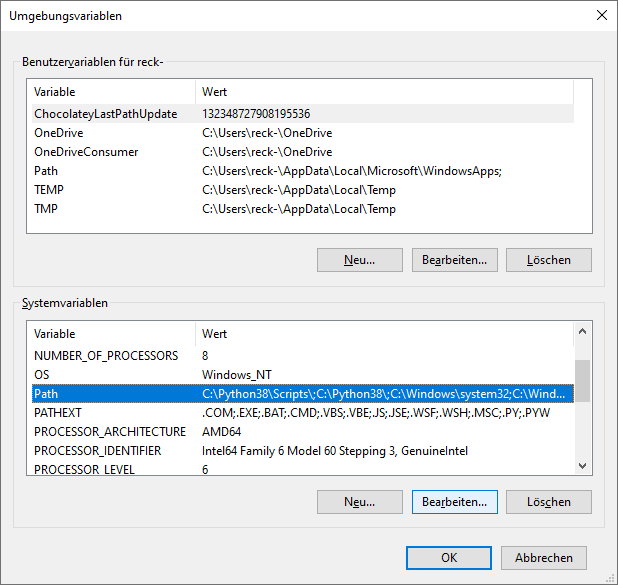 Umgebungsvariablen
Benutzervariablen für reck-
Variable Wert
ChocolateyLastPathUpdate 132348727908195536
OneDrive C:\Users\reck-\OneDrive
OneDriveConsumer C:\Users\reck-\OneDrive
Path C:\Users\reck-\AppData\Local\Microsoft\WindowsApps;
TEMP C:\Users\reck-\AppData\Local\Temp
TMP C:\Users\reck-\AppData\Local\Temp
Neu... Bearbeiten... Löschen
Systemvariablen
Variable Wert
NUMBER_OF_PROCESSORS 8
OS Windows_NT
Path C:\Python38\Scripts\;C:\Python38\;C:\Windows\system32;C:\Wind...
PATHEXT .COM;.EXE;.BAT;.CMD;.VBS;.VBE;.JS;.JSE;.WSF;.WSH;.MSC;.PY;.PYW
PROCESSOR_ARCHITECTURE AMD64
PROCESSOR_IDENTIFIER Intel64 Family 6 Model 60 Stepping 3, GenuineIntel
PROCESSOR_LEVEL 6
Neu... Bearbeiten... Löschen
OK Abbrechen